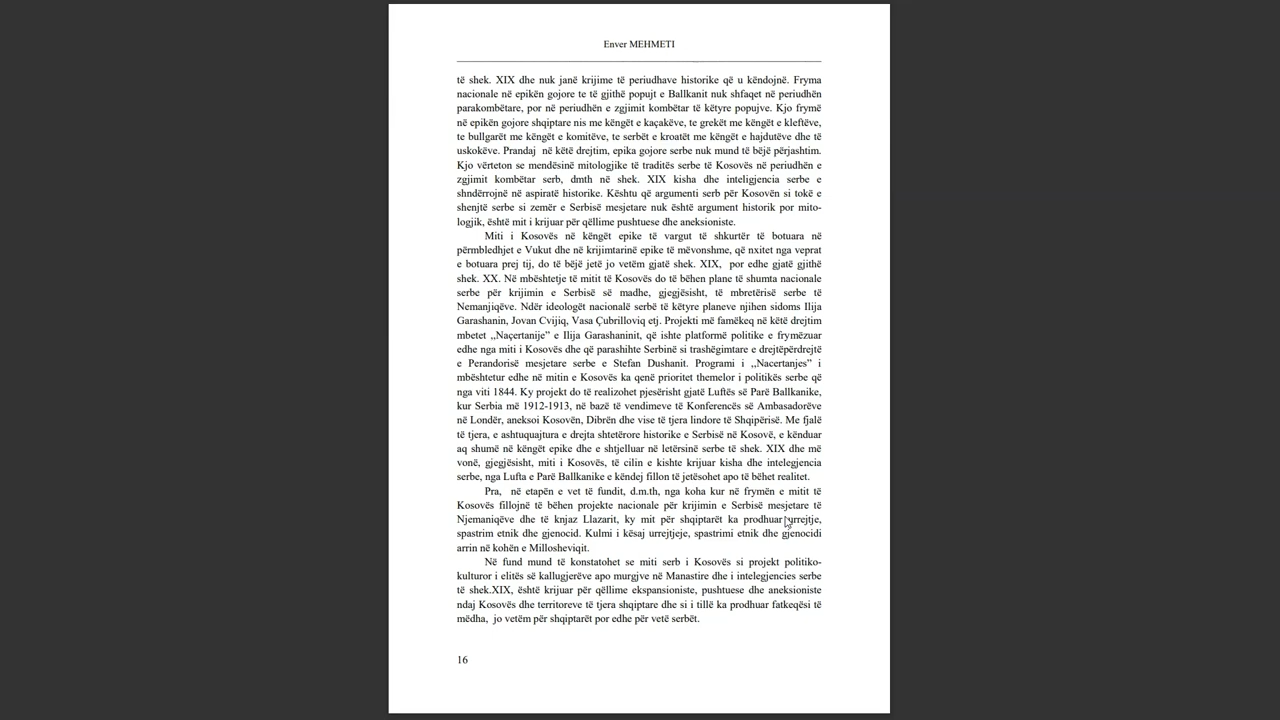 Enver MEHMETI
të shek. XIX dhe nuk janë krijime të periudhave historike që u këndojnë. Fryma
nacionale në epikën gojore te të gjithë popujt e Ballkanit nuk shfaqet në periudhën
parakombëtare, por në periudhën e zgjimit kombëtar të këtyre popujve. Kjo frymë
në epikën gojore shqiptare nis me këngët e kaçakëve, te grekët me këngët e kleftëve,
te bullgarët me këngët e komitëve, te serbët e kroatët me këngët e hajdutëve dhe të
uskokëve. Prandaj  në këtë drejtim, epika gojore serbe nuk mund të bëjë përjashtim.
Kjo vërteton se mendësinë mitologjike të traditës serbe të Kosovës në periudhën e
zgjimit kombëtar serb, dmth në shek. XIX kisha dhe inteligjencia serbe e
shndërrojnë në aspiratë historike. Kështu që argumenti serb për Kosovën si tokë e
shenjtë serbe si zemër e Serbisë mesjetare nuk është argument historik por mito-
logjik, është mit i krijuar për qëllime pushtuese dhe aneksioniste.
Miti i Kosovës në këngët epike të vargut të shkurtër të botuara në
përmbledhjet e Vukut dhe në krijimtarinë epike të mëvonshme, që nxitet nga veprat
e botuara prej tij, do të bëjë jetë jo vetëm gjatë shek. XIX,  por edhe gjatë gjithë
shek. XX. Në mbështetje të mitit të Kosovës do të bëhen plane të shumta nacionale
serbe për krijimin e Serbisë së madhe, gjegjësisht, të mbretërisë serbe të
Nemanjiqëve. Ndër ideologët nacionalë serbë të këtyre planeve njihen sidoms Ilija
Garashanin, Jovan Cvijiq, Vasa Çubrilloviq etj. Projekti më famëkeq në këtë drejtim
mbetet ,,Naçertanije” e Ilija Garashaninit, që ishte platformë politike e frymëzuar
edhe nga miti i Kosovës dhe që parashihte Serbinë si trashëgimtare e drejtëpërdrejtë
e Perandorisë mesjetare serbe e Stefan Dushanit. Programi i ,,Nacertanjes” i
mbështetur edhe në mitin e Kosovës ka qenë prioritet themelor i politikës serbe që
nga viti 1844. Ky projekt do të realizohet pjesërisht gjatë Luftës së Parë Ballkanike,
kur Serbia më 1912-1913, në bazë të vendimeve të Konferencës së Ambasadorëve
në Londër, aneksoi Kosovën, Dibrën dhe vise të tjera lindore të Shqipërisë. Me fjalë
të tjera, e ashtuquajtura e drejta shtetërore historike e Serbisë në Kosovë, e kënduar
aq shumë në këngët epike dhe e shtjelluar në letërsinë serbe të shek. XIX dhe më
vonë, gjegjësisht, miti i Kosovës, të cilin e kishte krijuar kisha dhe intelegjencia
serbe, nga Lufta e Parë Ballkanike e këndej fillon të jetësohet apo të bëhet realitet.
Pra,  në etapën e vet të fundit, d.m.th, nga koha kur në frymën e mitit të
Kosovës fillojnë të bëhen projekte nacionale për krijimin e Serbisë mesjetare të
Njemaniqëve dhe të knjaz Llazarit, ky mit për shqiptarët ka prodhuar urrejtje,
spastrim etnik dhe gjenocid. Kulmi i kësaj urrejtjeje, spastrimi etnik dhe gjenocidi
arrin në kohën e Millosheviqit.
Në fund mund të konstatohet se miti serb i Kosovës si projekt politiko-
kulturor i elitës së kallugjerëve apo murgjve në Manastire dhe i intelegjencies serbe
të shek.XIX, është krijuar për qëllime ekspansioniste, pushtuese dhe aneksioniste
ndaj Kosovës dhe territoreve të tjera shqiptare dhe si i tillë ka prodhuar fatkeqësi të
mëdha,  jo vetëm për shqiptarët por edhe për vetë serbët.
16